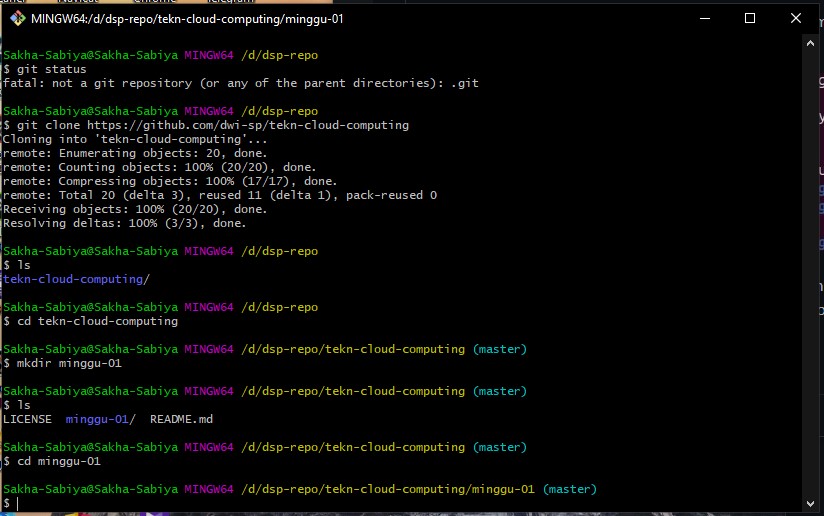 MINGW64:/d/dsp-repo/tekn-cloud-computing/minggu-01
Sakha-Sabiya@Sakha-Sabiya MINGW64 /d/dsp-repo
$ git status
fatal: not a git repository (or any of the parent directories): .git
Sakha-Sabiya@Sakha-Sabiya MINGW64 /d/dsp-repo
$ git clone https://github.com/dwi-sp/tekn-cloud-computing
Cloning into 'tekn-cloud-computing'...
remote: Enumerating objects: 20, done.
remote: Counting objects: 100% (20/20), done.
remote: Compressing objects: 100% (17/17), done.
remote: Total 20 (delta 3), reused 11 (delta 1), pack-reused 0
Receiving objects: 100% (20/20), done.
Resolving deltas: 100% (3/3), done.
Sakha-Sabiya@Sakha-Sabiya MINGW64 /d/dsp-repo
$ ls
tekn-cloud-computing/
Sakha-Sabiya@Sakha-Sabiya MINGW64 /d/dsp-repo
$ cd tekn-cloud-computing
Sakha-Sabiya@Sakha-Sabiya MINGW64 /d/dsp-repo/tekn-cloud-computing (master)
$ mkdir minggu-01
Sakha-Sabiya@Sakha-Sabiya MINGW64 /d/dsp-repo/tekn-cloud-computing (master)
$ ls
LICENSE  minggu-01/  README.md
Sakha-Sabiya@Sakha-Sabiya MINGW64 /d/dsp-repo/tekn-cloud-computing (master)
$ cd minggu-01
Sakha-Sabiya@Sakha-Sabiya MINGW64 /d/dsp-repo/tekn-cloud-computing/minggu-01 (master)
$